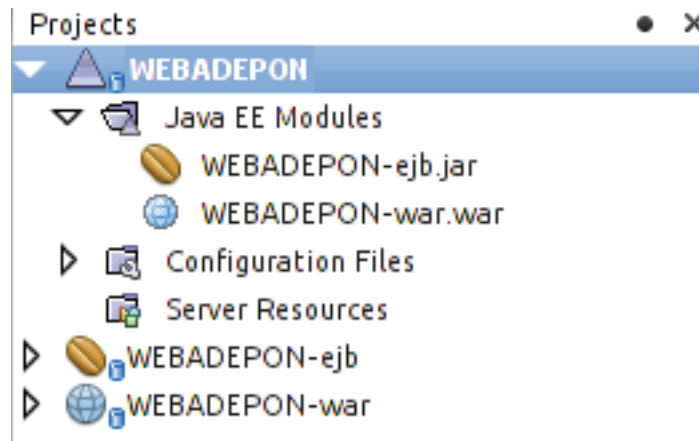 Projects
WEBADEPON
Java EE Modules
WEBADEPON-ejb.jar
WEBADEPON-war.war
Configuration Files
Server Resources
WEBADEPON-ejb
WEBADEPON-war